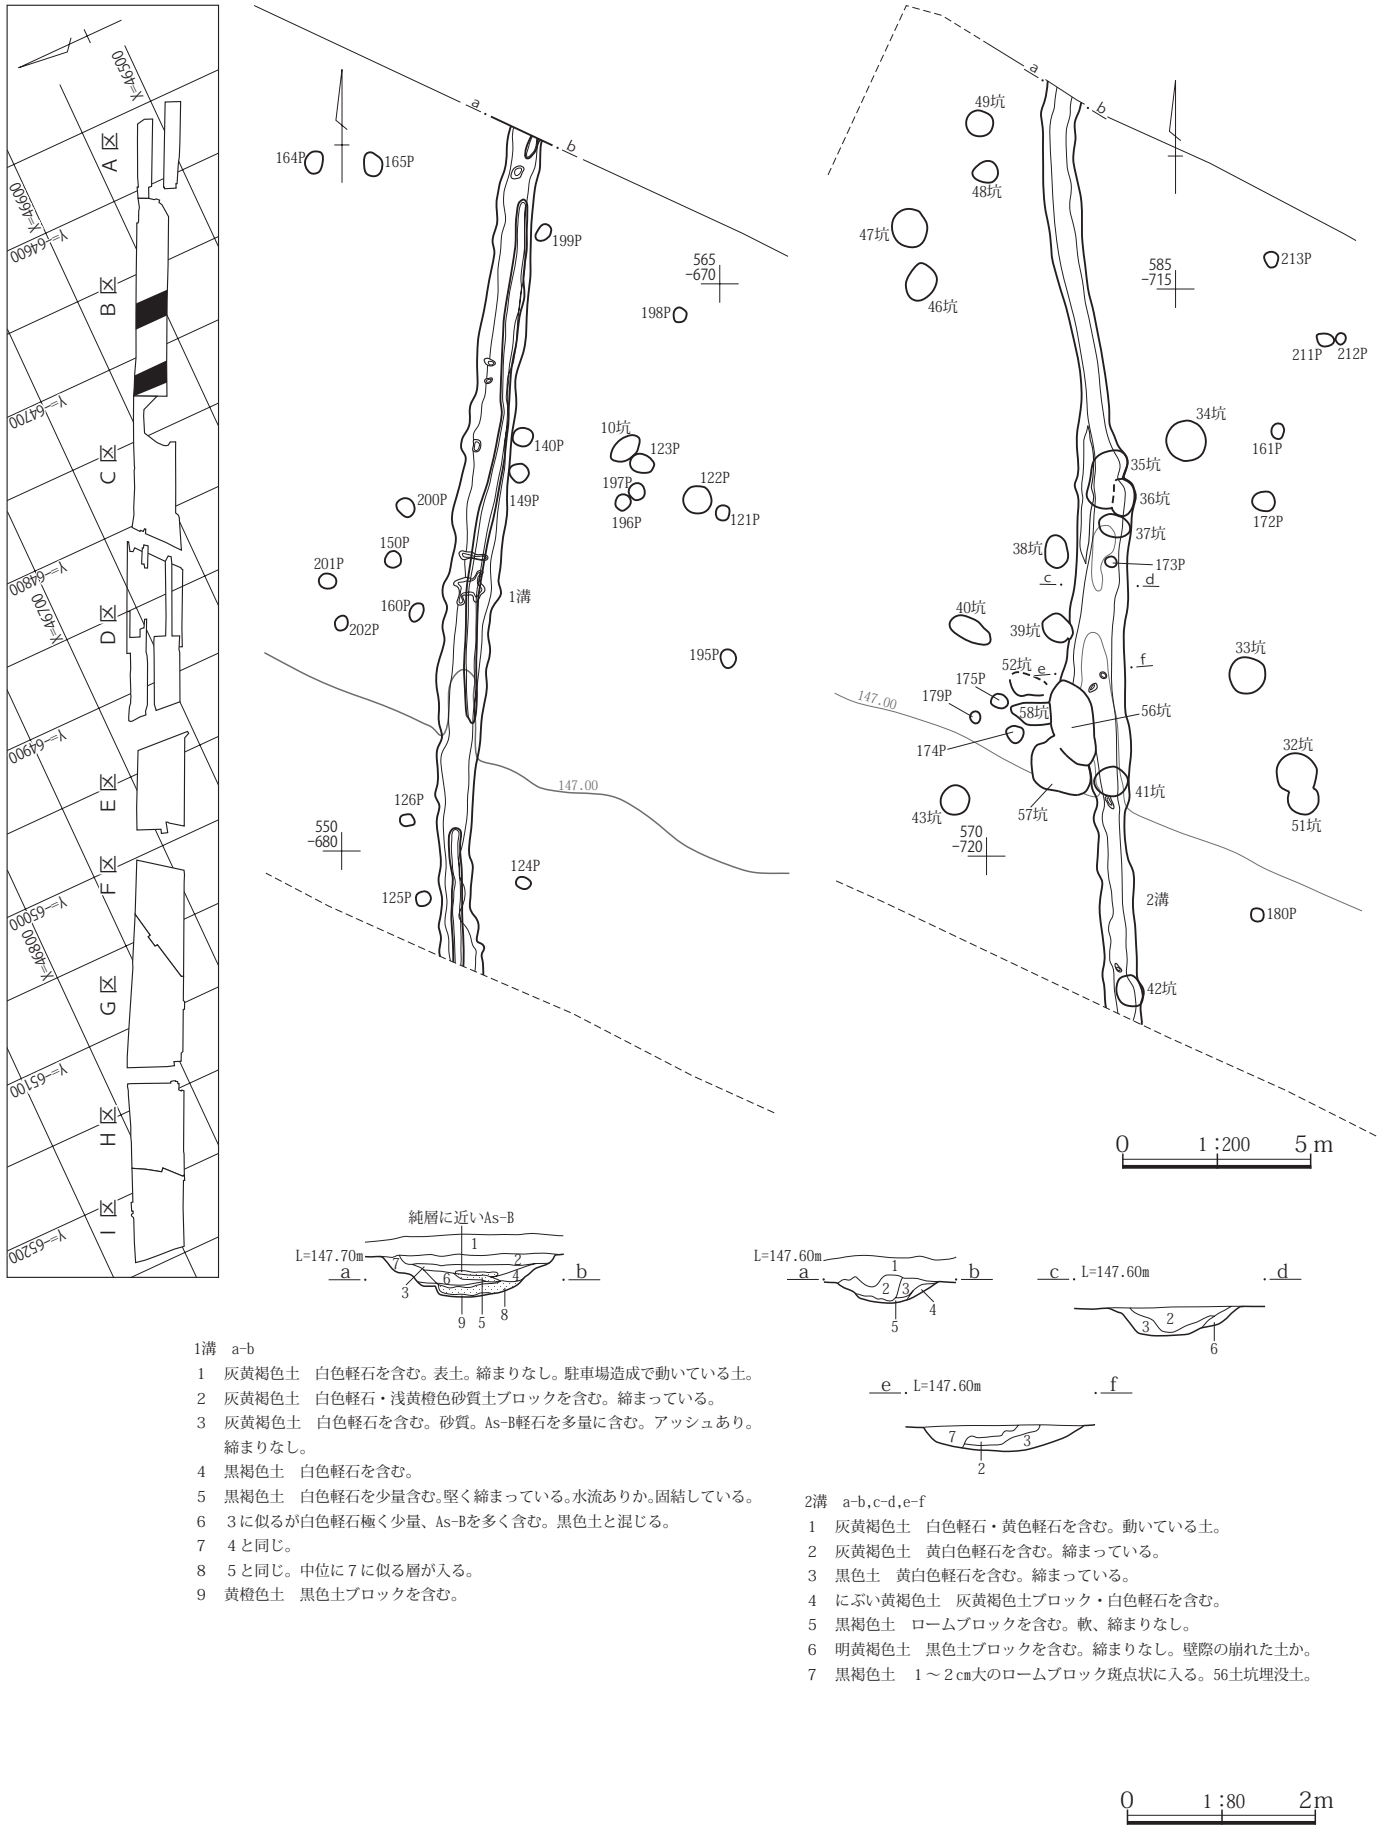 X=46500
A区
X=46600
Y=-64600
B区
Y=-64700
C区
Y=-64800
X=46700
D区
Y=-64900
E区
F区
Y=-65000
X=46800
G区
Y=-65100
H区
I区
Y=-65200
a
b
164P
165P
199P
565
-670
198P
140P
10坑
123P
149P
197P
122P
196P
121P
200P
150P
201P
160P
202P
1溝
195P
147.00
126P
550
-680
124P
125P
a
b
49坑
48坑
47坑
46坑
585
-715
213P
211P
212P
34坑
161P
35坑
36坑
172P
37坑
38坑
173P
c
d
40坑
39坑
33坑
52坑
e
f
175P
179P
58坑
56坑
174P
147.00
32坑
41坑
43坑
57坑
51坑
570
-720
2溝
180P
42坑
0 1:200 5m
純層に近いAs-B
1
L=147.70m
7
2
a
b
6
4
3
9
5
8
L=147.60m
1
a
b
2
3
4
5
c
L=147.60m
d
3
2
6
e
L=147.60m
f
7
3
2
1溝 a-b
1 灰黄褐色土 白色軽石を含む。表土。締まりなし。駐車場造成で動いている土。
2 灰黄褐色土 白色軽石・浅黄橙色砂質土ブロックを含む。締まっている。
3 灰黄褐色土 白色軽石を含む。砂質。As-B軽石を多量に含む。アッシュあり。
締まりなし。
4 黒褐色土 白色軽石を含む。
5 黒褐色土 白色軽石を少量含む。堅く締まっている。水流ありか。固結している。
6 3に似るが白色軽石極く少量、As-Bを多く含む。黒色土と混じる。
7 4と同じ。
8 5と同じ。中位に7に似る層が入る。
9 黄橙色土 黒色土ブロックを含む。
2溝 a-b,c-d,e-f
1 灰黄褐色土 白色軽石・黄色軽石を含む。動いている土。
2 灰黄褐色土 黄白色軽石を含む。締まっている。
3 黒色土 黄白色軽石を含む。締まっている。
4 にぶい黄褐色土 灰黄褐色土ブロック・白色軽石を含む。
5 黒褐色土 ロームブロックを含む。軟、締まりなし。
6 明黄褐色土 黒色土ブロックを含む。締まりなし。壁際の崩れた土か。
7 黒褐色土 1～2cm大のロームブロック斑点状に入る。56土坑埋没土。
0 1:80 2m